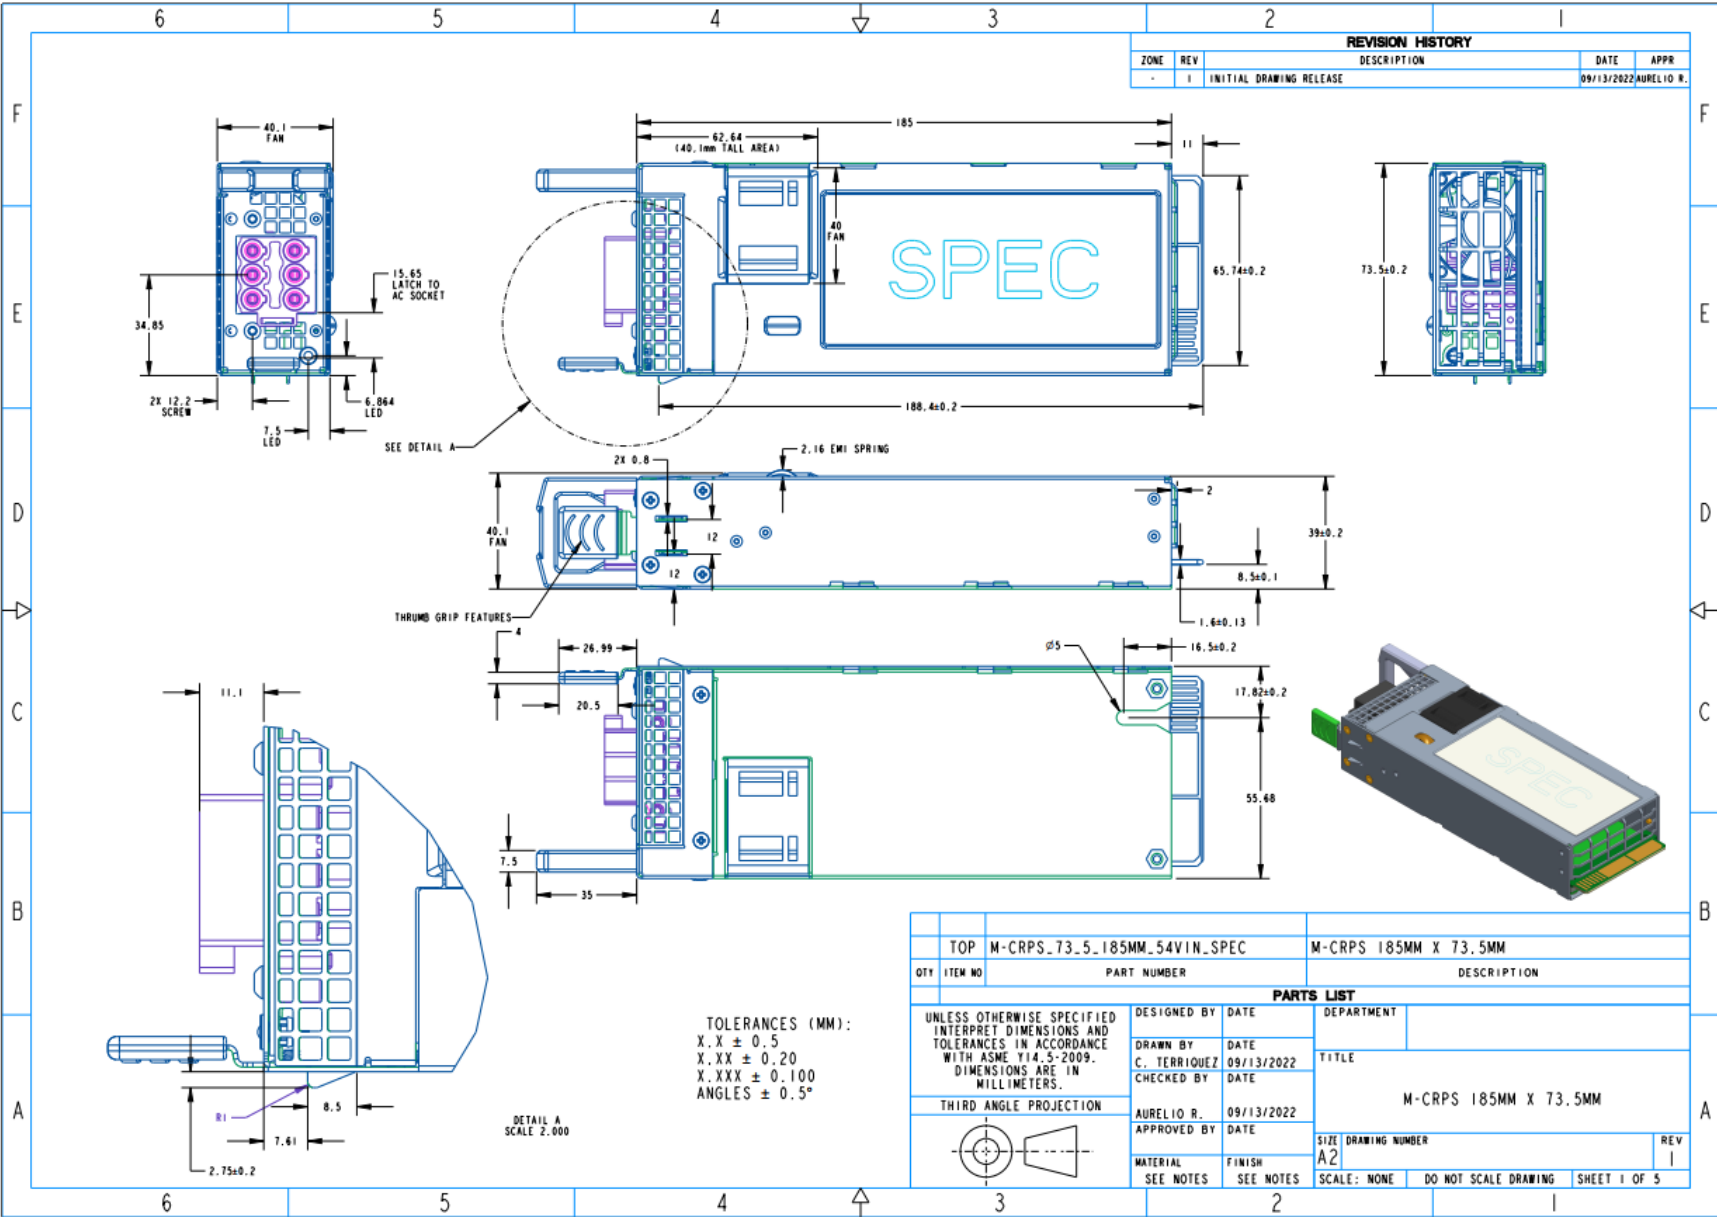 6 5 4 3 2 1
REVISION HISTORY
ZONE REV DESCRIPTION DATE APPR
- 1 INITIAL DRAWING RELEASE 09/13/2022 AURELIO R.
F F
E E
D D
C C
B B
A A
40.1
FAN
34.85
15.65
LATCH TO
AC SOCKET
2X 12.2
SCREW
7.5
LED
6.864
LED
185
62.64
(40.1mm TALL AREA)
11
40
FAN
SPEC
65.74±0.2
188.4±0.2
73.5±0.2
SEE DETAIL A
2X 0.8
2.16 EMI SPRING
40.1
FAN
12
12
2
39±0.2
8.5±0.1
1.6±0.13
THRUMB GRIP FEATURES
4
26.99
20.5
Ø5
16.5±0.2
17.82±0.2
55.68
7.5
35
SPEC
11.1
R1
8.5
7.61
2.75±0.2
DETAIL A
SCALE 2.000
TOLERANCES (MM):
X.X ± 0.5
X.XX ± 0.20
X.XXX ± 0.100
ANGLES ± 0.5°
TOP M-CRPS_73_5_185MM_54VIN_SPEC M-CRPS 185MM X 73.5MM
QTY ITEM NO PART NUMBER DESCRIPTION
PARTS LIST
UNLESS OTHERWISE SPECIFIED
INTERPRET DIMENSIONS AND
TOLERANCES IN ACCORDANCE
WITH ASME Y14.5-2009.
DIMENSIONS ARE IN
MILLIMETERS.
THIRD ANGLE PROJECTION
DESIGNED BY DATE
DRAWN BY DATE
C. TERRIQUEZ 09/13/2022
CHECKED BY DATE
AURELIO R. 09/13/2022
APPROVED BY DATE
MATERIAL FINISH
SEE NOTES SEE NOTES
DEPARTMENT
TITLE
M-CRPS 185MM X 73.5MM
SIZE DRAWING NUMBER REV
A2 1
SCALE: NONE DO NOT SCALE DRAWING SHEET 1 OF 5
6 5 4 3 2 1